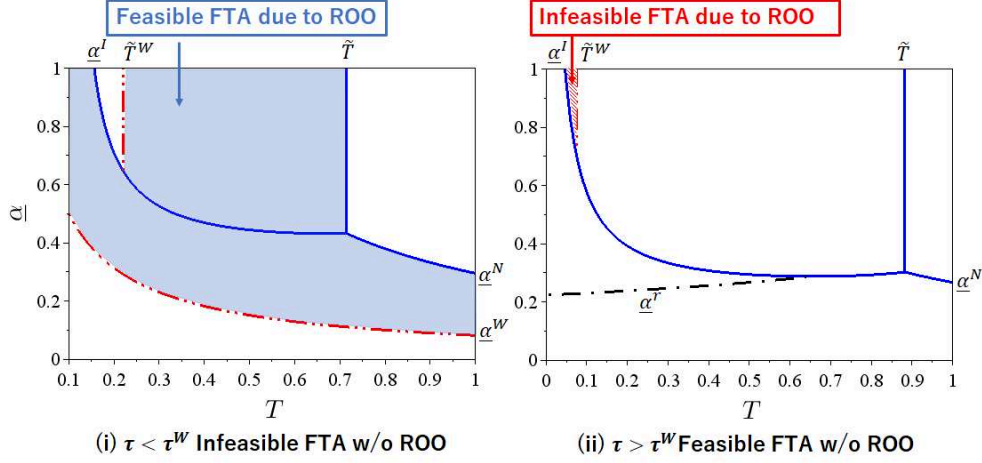 Feasible FTA due to ROO
Infeasible FTA due to ROO
α^I T̃^W T̃
α^I T̃^W T̃
1
0.8
0.6
0.4
0.2
0
α
α^N
α^W
0.1 0.2 0.3 0.4 0.5 0.6 0.7 0.8 0.9 1
T
1
0.8
0.6
0.4
0.2
0
α^r
α^N
0 0.1 0.2 0.3 0.4 0.5 0.6 0.7 0.8 0.9 1
T
(i) τ < τ^W Infeasible FTA w/o ROO
(ii) τ > τ^W Feasible FTA w/o ROO